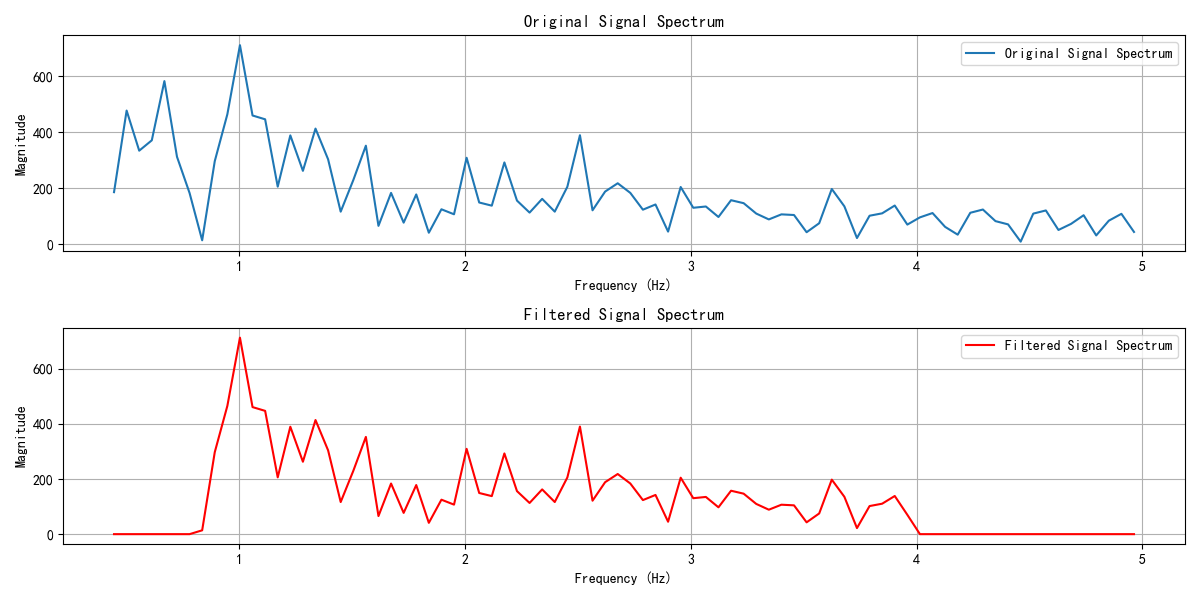 Original Signal Spectrum
Original Signal Spectrum
Magnitude
600
400
200
0
1
2
3
4
5
Frequency (Hz)
Filtered Signal Spectrum
Filtered Signal Spectrum
Magnitude
600
400
200
0
1
2
3
4
5
Frequency (Hz)